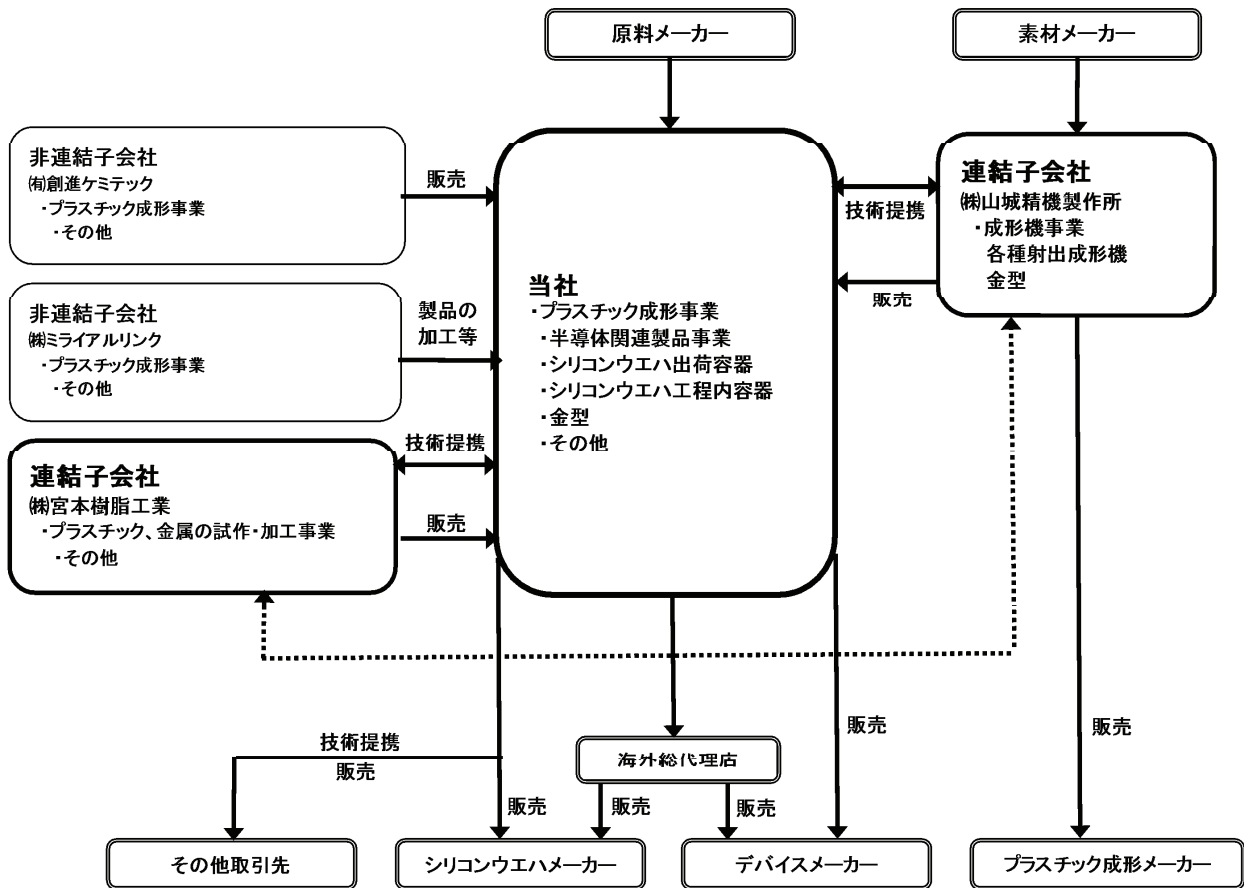 原料メーカー
素材メーカー
非連結子会社
㈲創進ケミテック
・プラスチック成形事業
・その他
販売
非連結子会社
㈱ミライアルリンク
・プラスチック成形事業
・その他
製品の
加工等
連結子会社
㈱宮本樹脂工業
・プラスチック、金属の試作・加工事業
・その他
技術提携
販売
当社
・プラスチック成形事業
・半導体関連製品事業
・シリコンウエハ出荷容器
・シリコンウエハ工程内容器
・金型
・その他
技術提携
販売
連結子会社
㈱山城精機製作所
・成形機事業
各種射出成形機
金型
技術提携
販売
海外総代理店
販売
販売
販売
販売
販売
その他取引先
シリコンウエハメーカー
デバイスメーカー
プラスチック成形メーカー